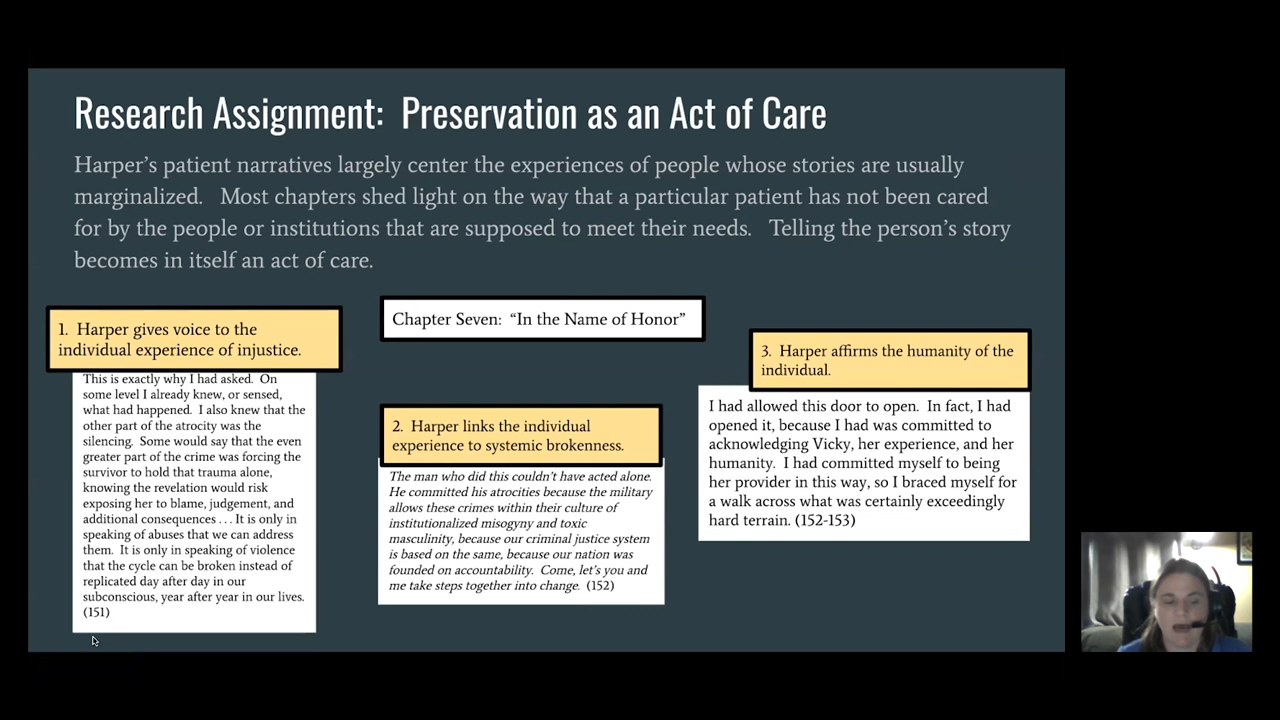 Research Assignment: Preservation as an Act of Care
Harper's patient narratives largely center the experiences of people whose stories are usually
marginalized. Most chapters shed light on the way that a particular patient has not been cared
for by the people or institutions that are supposed to meet their needs. Telling the person's story
becomes in itself an act of care.
1. Harper gives voice to the
individual experience of injustice.
This is exactly why I had asked. On
some level I already knew, or sensed,
what had happened. I also knew that the
other part of the atrocity was the
silencing. Some would say that the even
greater part of the crime was forcing the
survivor to hold that trauma alone,
knowing the revelation would risk
exposing her to blame, judgement, and
additional consequences . . . It is only in
speaking of abuses that we can address
them. It is only in speaking of violence
that the cycle can be broken instead of
replicated day after day in our
subconscious, year after year in our lives.
(151)
Chapter Seven: “In the Name of Honor”
2. Harper links the individual
experience to systemic brokenness.
The man who did this couldn't have acted alone.
He committed his atrocities because the military
allows these crimes within their culture of
institutionalized misogyny and toxic
masculinity, because our criminal justice system
is based on the same, because our nation was
founded on accountability. Come, let's you and
me take steps together into change. (152)
3. Harper affirms the humanity of the
individual.
I had allowed this door to open. In fact, I had
opened it, because I had was committed to
acknowledging Vicky, her experience, and her
humanity. I had committed myself to being
her provider in this way, so I braced myself for
a walk across what was certainly exceedingly
hard terrain. (152-153)